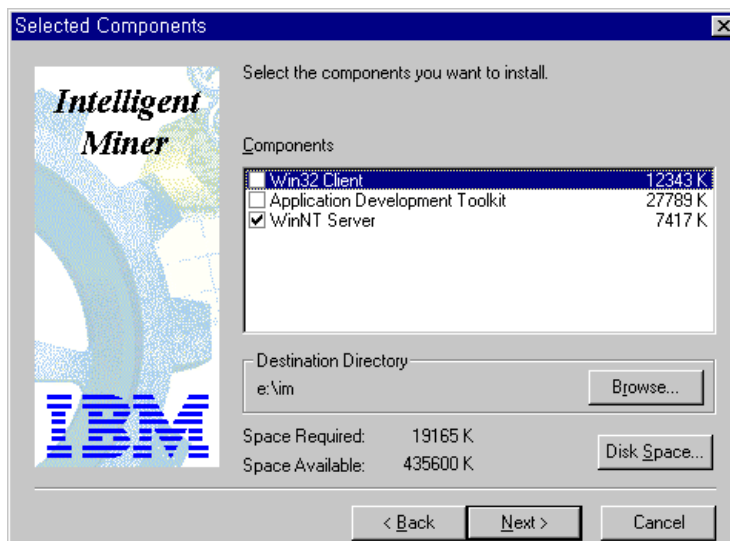 Selected Components
Intelligent
Miner
IBM
Select the components you want to install.
Components
Win32 Client 12343 K
Application Development Toolkit 27789 K
WinNT Server 7417 K
Destination Directory
e:\im
Browse...
Space Required: 19165 K
Space Available: 435600 K
Disk Space...
< Back
Next >
Cancel